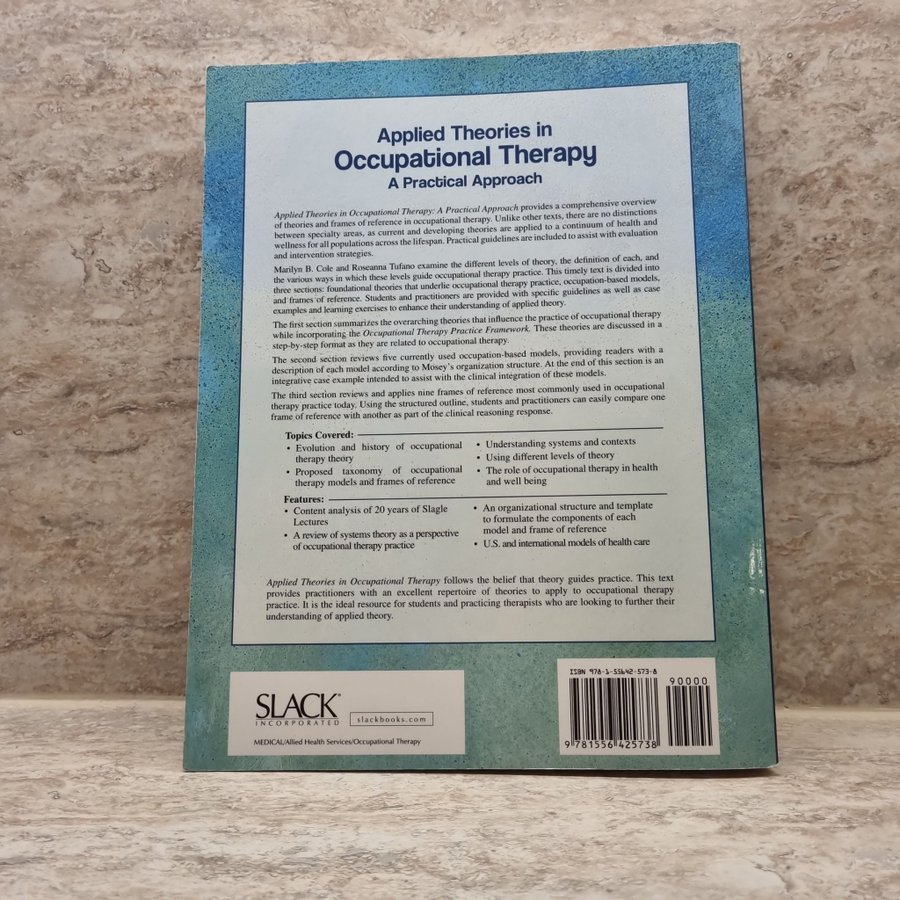 Applied Theories in
Occupational Therapy
A Practical Approach
Applied Theories in Occupational Therapy: A Practical Approach provides a comprehensive overview
of theories and frames of reference in occupational therapy. Unlike other texts, there are no distinctions
between specialty areas, as current and developing theories are applied to a continuum of health and
wellness for all populations across the lifespan. Practical guidelines are included to assist with evaluation
and intervention strategies.
Marilyn B. Cole and Roseanna Tufano examine the different levels of theory, the definition of each, and
the various ways in which these levels guide occupational therapy practice. This timely text is divided into
three sections: foundational theories that underlie occupational therapy practice, occupation-based models,
and frames of reference. Students and practitioners are provided with specific guidelines as well as case
examples and learning exercises to enhance their understanding of applied theory.
The first section summarizes the overarching theories that influence the practice of occupational therapy
while incorporating the Occupational Therapy Practice Framework. These theories are discussed in a
step-by-step format as they are related to occupational therapy.
The second section reviews five currently used occupation-based models, providing readers with a
description of each model according to Mosey's organization structure. At the end of this section is an
integrative case example intended to assist with the clinical integration of these models.
The third section reviews and applies nine frames of reference most commonly used in occupational
therapy practice today. Using the structured outline, students and practitioners can easily compare one
frame of reference with another as part of the clinical reasoning response.
Topics Covered:
• Evolution and history of occupational
therapy theory
• Proposed taxonomy of occupational
therapy models and frames of reference
• Understanding systems and contexts
• Using different levels of theory
• The role of occupational therapy in health
and well being
Features:
• Content analysis of 20 years of Slagle
Lectures
• A review of systems theory as a perspective
of occupational therapy practice
• An organizational structure and template
to formulate the components of each
model and frame of reference
• U.S. and international models of health care
Applied Theories in Occupational Therapy follows the belief that theory guides practice. This text
provides practitioners with an excellent repertoire of theories to apply to occupational therapy
practice. It is the ideal resource for students and practicing therapists who are looking to further their
understanding of applied theory.
SLACK®
INCORPORATED
slackbooks.com
MEDICAL/Allied Health Services/Occupational Therapy
ISBN 978-1-55642-573-8
90000
9 781556 425738